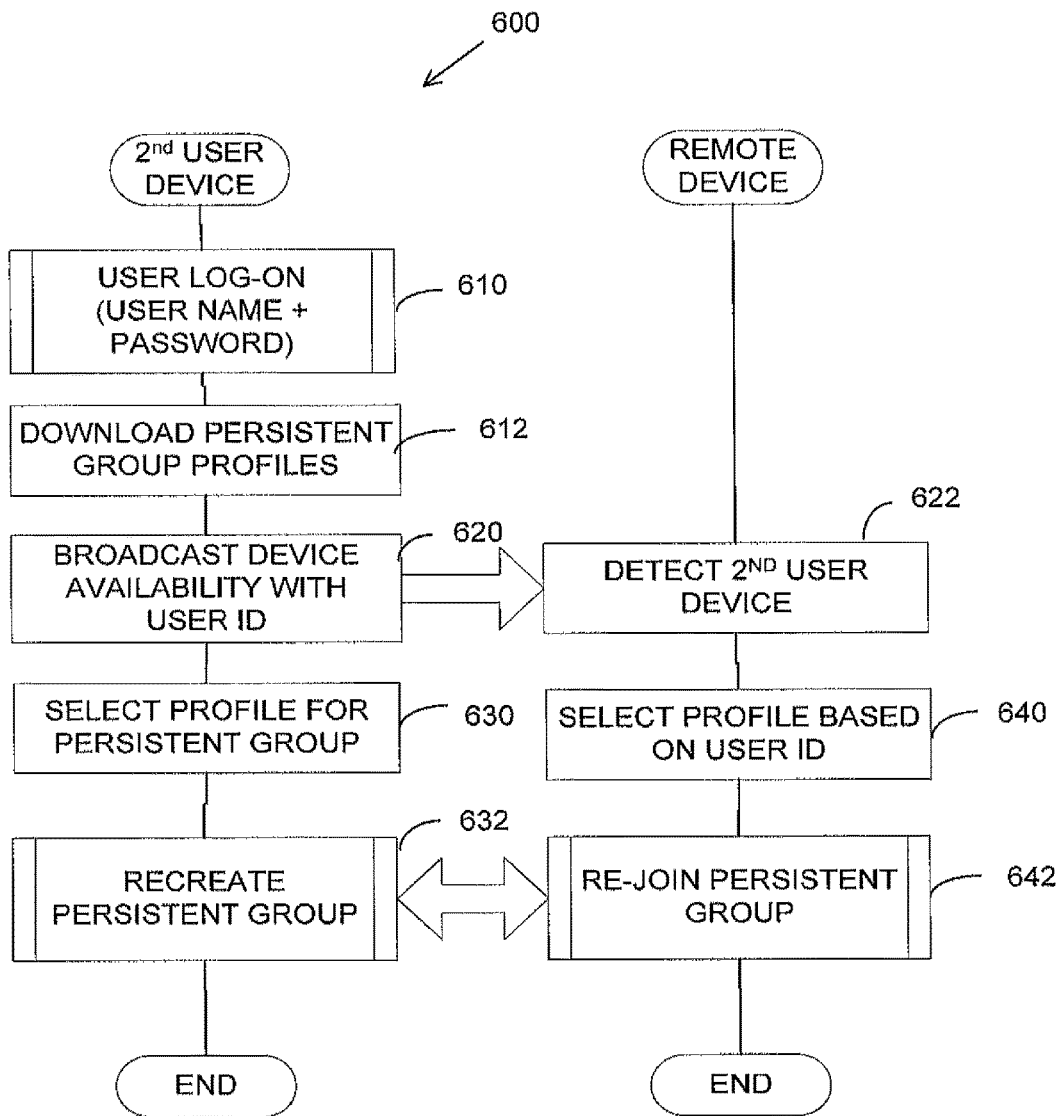 600
2nd USER
DEVICE
REMOTE
DEVICE
USER LOG-ON
(USER NAME +
PASSWORD)
610
DOWNLOAD PERSISTENT
GROUP PROFILES
612
BROADCAST DEVICE
AVAILABILITY WITH
USER ID
620
DETECT 2ND USER
DEVICE
622
SELECT PROFILE FOR
PERSISTENT GROUP
630
SELECT PROFILE BASED
ON USER ID
640
RECREATE
PERSISTENT GROUP
632
RE-JOIN PERSISTENT
GROUP
642
END
END